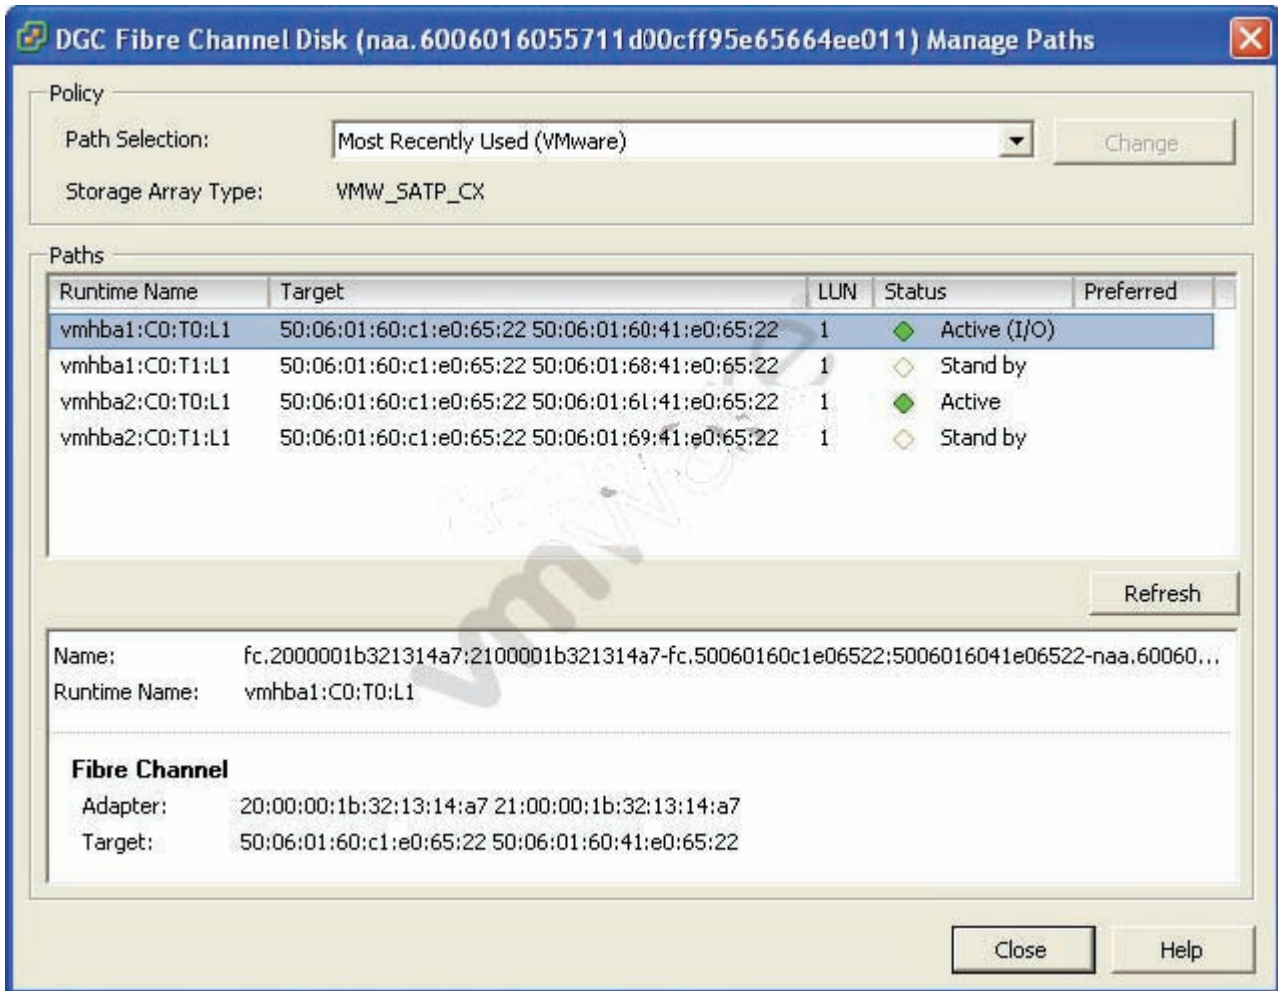 DGC Fibre Channel Disk (naa.6006016055711d00cff95e65664ee011) Manage Paths
Policy
Path Selection: Most Recently Used (VMware) Change
Storage Array Type: VMW_SATP_CX
Paths
Runtime Name Target LUN Status Preferred
vmhba1:C0:T0:L1 50:06:01:60:c1:e0:65:22 50:06:01:60:41:e0:65:22 1 Active (I/O)
vmhba1:C0:T1:L1 50:06:01:60:c1:e0:65:22 50:06:01:68:41:e0:65:22 1 Stand by
vmhba2:C0:T0:L1 50:06:01:60:c1:e0:65:22 50:06:01:61:41:e0:65:22 1 Active
vmhba2:C0:T1:L1 50:06:01:60:c1:e0:65:22 50:06:01:69:41:e0:65:22 1 Stand by
vmware
Refresh
Name: fc.2000001b321314a7:2100001b321314a7-fc.50060160c1e06522:5006016041e06522-naa.60060...
Runtime Name: vmhba1:C0:T0:L1
Fibre Channel
Adapter: 20:00:00:1b:32:13:14:a7 21:00:00:1b:32:13:14:a7
Target: 50:06:01:60:c1:e0:65:22 50:06:01:60:41:e0:65:22
Close Help